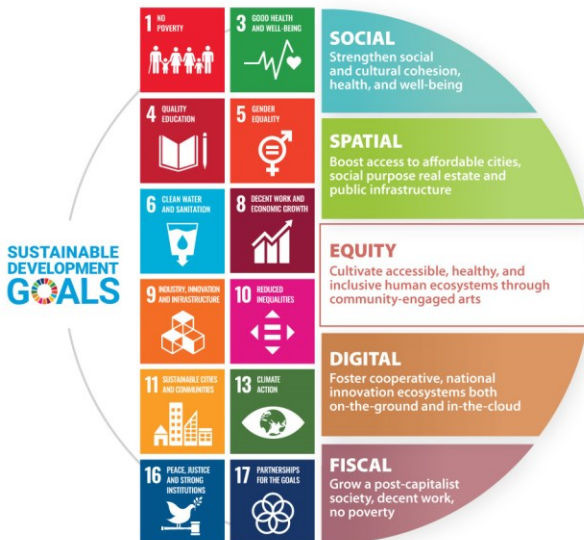 SUSTAINABLE
DEVELOPMENT
GOALS
1 NO
POVERTY
3 GOOD HEALTH
AND WELL-BEING
4 QUALITY
EDUCATION
5 GENDER
EQUALITY
6 CLEAN WATER
AND SANITATION
8 DECENT WORK AND
ECONOMIC GROWTH
9 INDUSTRY, INNOVATION
AND INFRASTRUCTURE
10 REDUCED
INEQUALITIES
11 SUSTAINABLE CITIES
AND COMMUNITIES
13 CLIMATE
ACTION
16 PEACE, JUSTICE
AND STRONG
INSTITUTIONS
17 PARTNERSHIPS
FOR THE GOALS
SOCIAL
Strengthen social
and cultural cohesion,
health, and well-being
SPATIAL
Boost access to affordable cities,
social purpose real estate and
public infrastructure
EQUITY
Cultivate accessible, healthy, and
inclusive human ecosystems through
community-engaged arts
DIGITAL
Foster cooperative, national
innovation ecosystems both
on-the-ground and in-the-cloud
FISCAL
Grow a post-capitalist
society, decent work,
no poverty